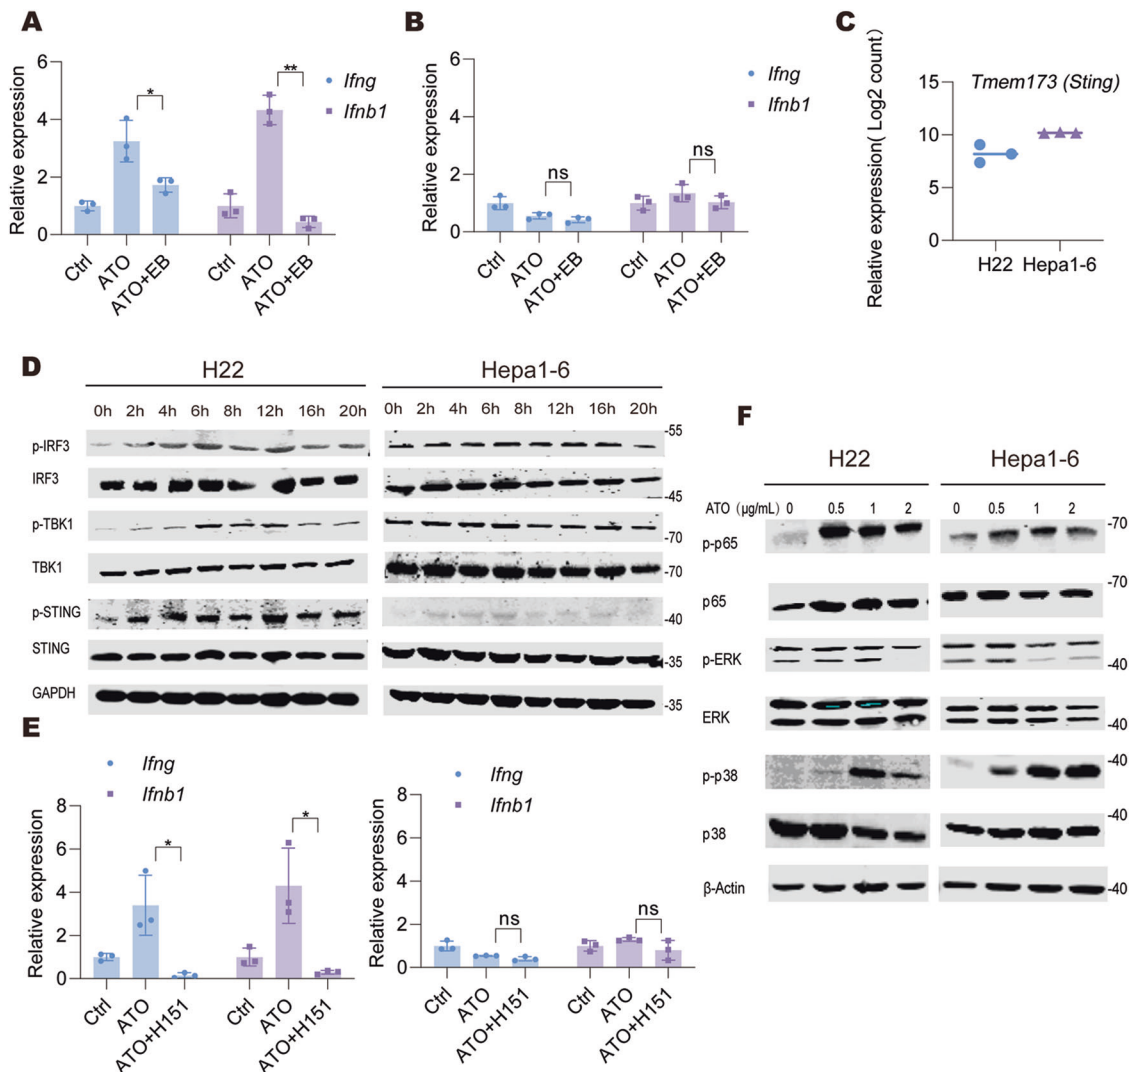 A
Relative expression
6
4
2
0
*
**
Ifng
Ifnb1
Ctrl
ATO
ATO+EB
Ctrl
ATO
ATO+EB
B
Relative expression
6
4
2
0
ns
ns
Ifng
Ifnb1
Ctrl
ATO
ATO+EB
Ctrl
ATO
ATO+EB
C
Relative expression( Log2 count)
15
10
5
0
Tmem173 (Sting)
H22 Hepa1-6
D
H22
Hepa1-6
0h 2h 4h 6h 8h 12h 16h 20h
0h 2h 4h 6h 8h 12h 16h 20h
p-IRF3
-55
IRF3
-45
p-TBK1
-70
TBK1
-70
p-STING
-40
STING
-35
GAPDH
-35
E
Ifng
Ifnb1
Relative expression
8
6
4
2
0
*
*
Ctrl
ATO
ATO+H151
Ctrl
ATO
ATO+H151
Ifng
Ifnb1
Relative expression
8
6
4
2
0
ns
ns
Ctrl
ATO
ATO+H151
Ctrl
ATO
ATO+H151
F
H22
Hepa1-6
ATO (μg/mL) 0 0.5 1 2
0 0.5 1 2
p-p65
-70
p65
-70
p-ERK
-40
ERK
-40
p-p38
-40
p38
-40
β-Actin
-40